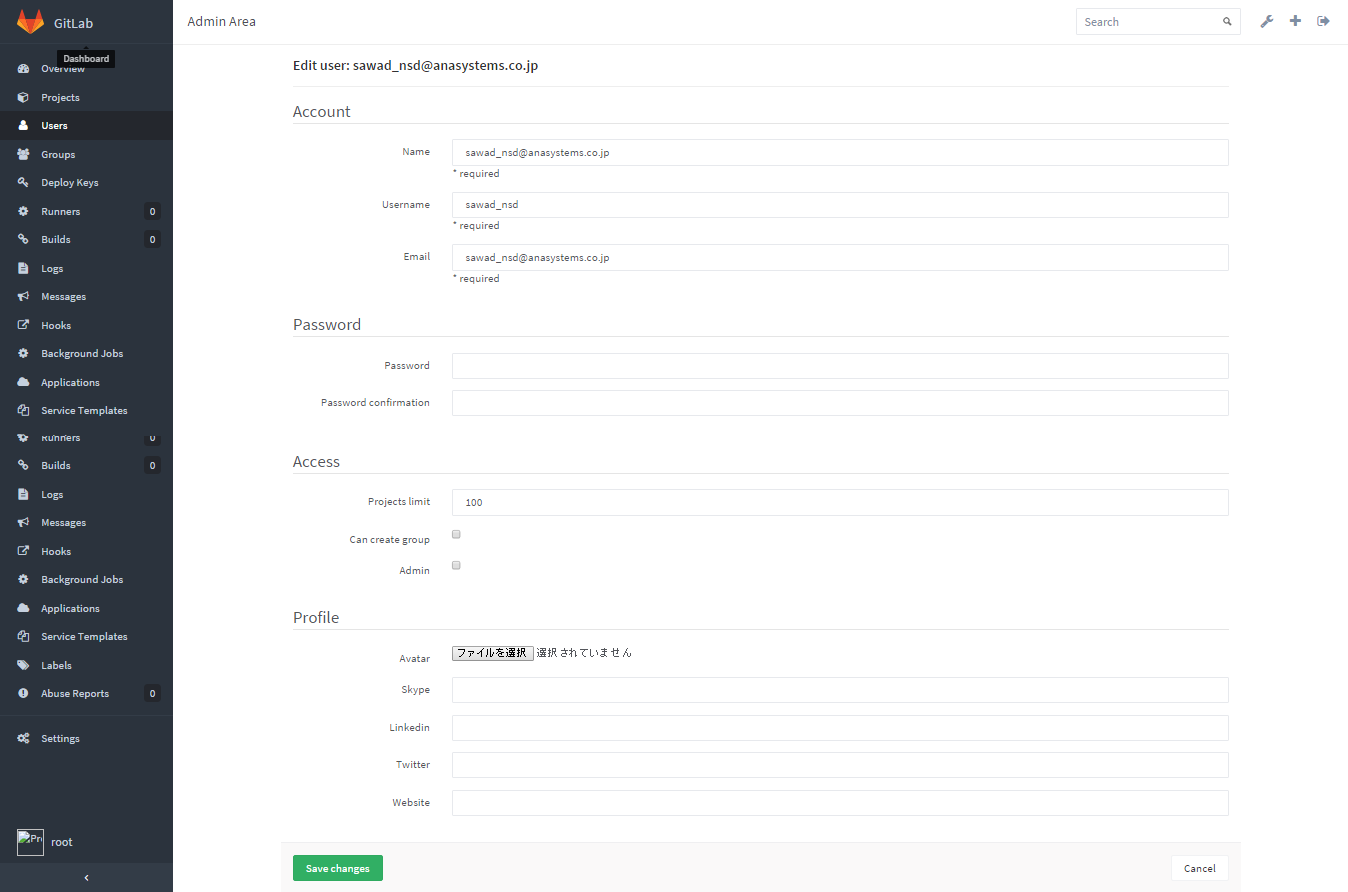 GitLab
Admin Area
Search
Dashboard
Overview
Projects
Users
Groups
Deploy Keys
Runners 0
Builds 0
Logs
Messages
Hooks
Background Jobs
Applications
Service Templates
Runners 0
Builds 0
Logs
Messages
Hooks
Background Jobs
Applications
Service Templates
Labels
Abuse Reports 0
Settings
root
Edit user: sawad_nsd@anasystems.co.jp
Account
Name sawad_nsd@anasystems.co.jp
* required
Username sawad_nsd
* required
Email sawad_nsd@anasystems.co.jp
* required
Password
Password
Password confirmation
Access
Projects limit 100
Can create group
Admin
Profile
Avatar ファイルを選択 選択されていません
Skype
Linkedin
Twitter
Website
Save changes Cancel